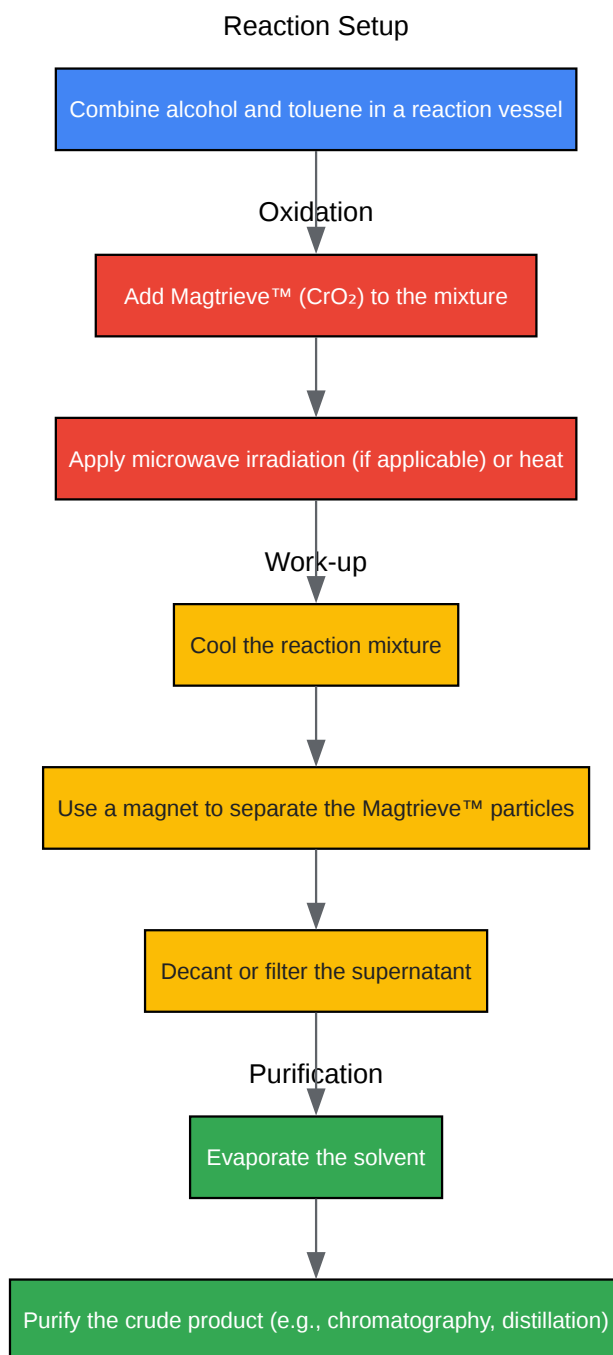 Reaction Setup
Combine alcohol and toluene in a reaction vessel
Oxidation
Add Magtrieve™ (CrO₂) to the mixture
Apply microwave irradiation (if applicable) or heat
Work-up
Cool the reaction mixture
Use a magnet to separate the Magtrieve™ particles
Decant or filter the supernatant
Purification
Evaporate the solvent
Purify the crude product (e.g., chromatography, distillation)